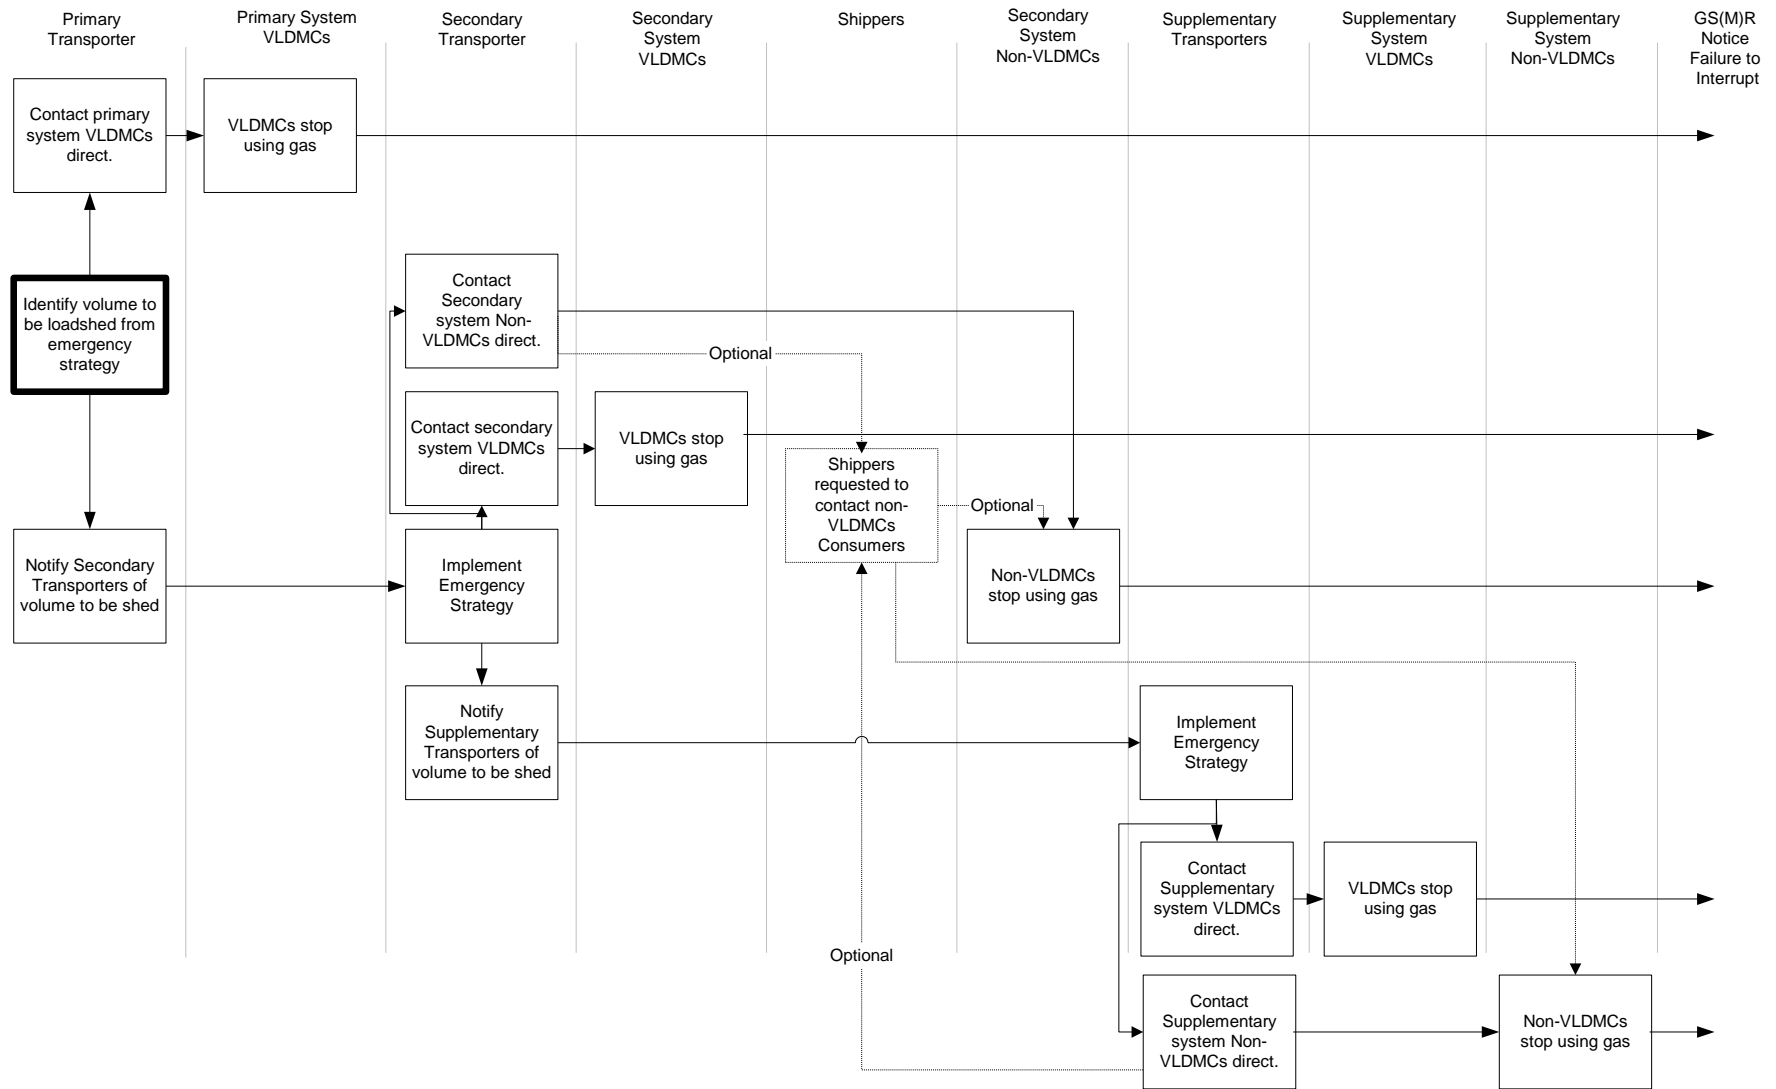 Primary
Transporter
Primary System
VLDMCs
Secondary
Transporter
Secondary
System
VLDMCs
Shippers
Secondary
System
Non-VLDMCs
Supplementary
Transporters
Supplementary
System
VLDMCs
Supplementary
System
Non-VLDMCs
GS(M)R
Notice
Failure to
Interrupt
Contact primary
system VLDMCs
direct.
VLDMCs stop
using gas
Identify volume to
be loadshed from
emergency
strategy
Contact
Secondary
system Non-
VLDMCs direct.
Optional
Contact secondary
system VLDMCs
direct.
VLDMCs stop
using gas
Shippers
requested to
contact non-
VLDMCs
Consumers
Optional
Notify Secondary
Transporters of
volume to be shed
Implement
Emergency
Strategy
Non-VLDMCs
stop using gas
Notify
Supplementary
Transporters of
volume to be shed
Implement
Emergency
Strategy
Contact
Supplementary
system VLDMCs
direct.
VLDMCs stop
using gas
Optional
Contact
Supplementary
system Non-
VLDMCs direct.
Non-VLDMCs
stop using gas